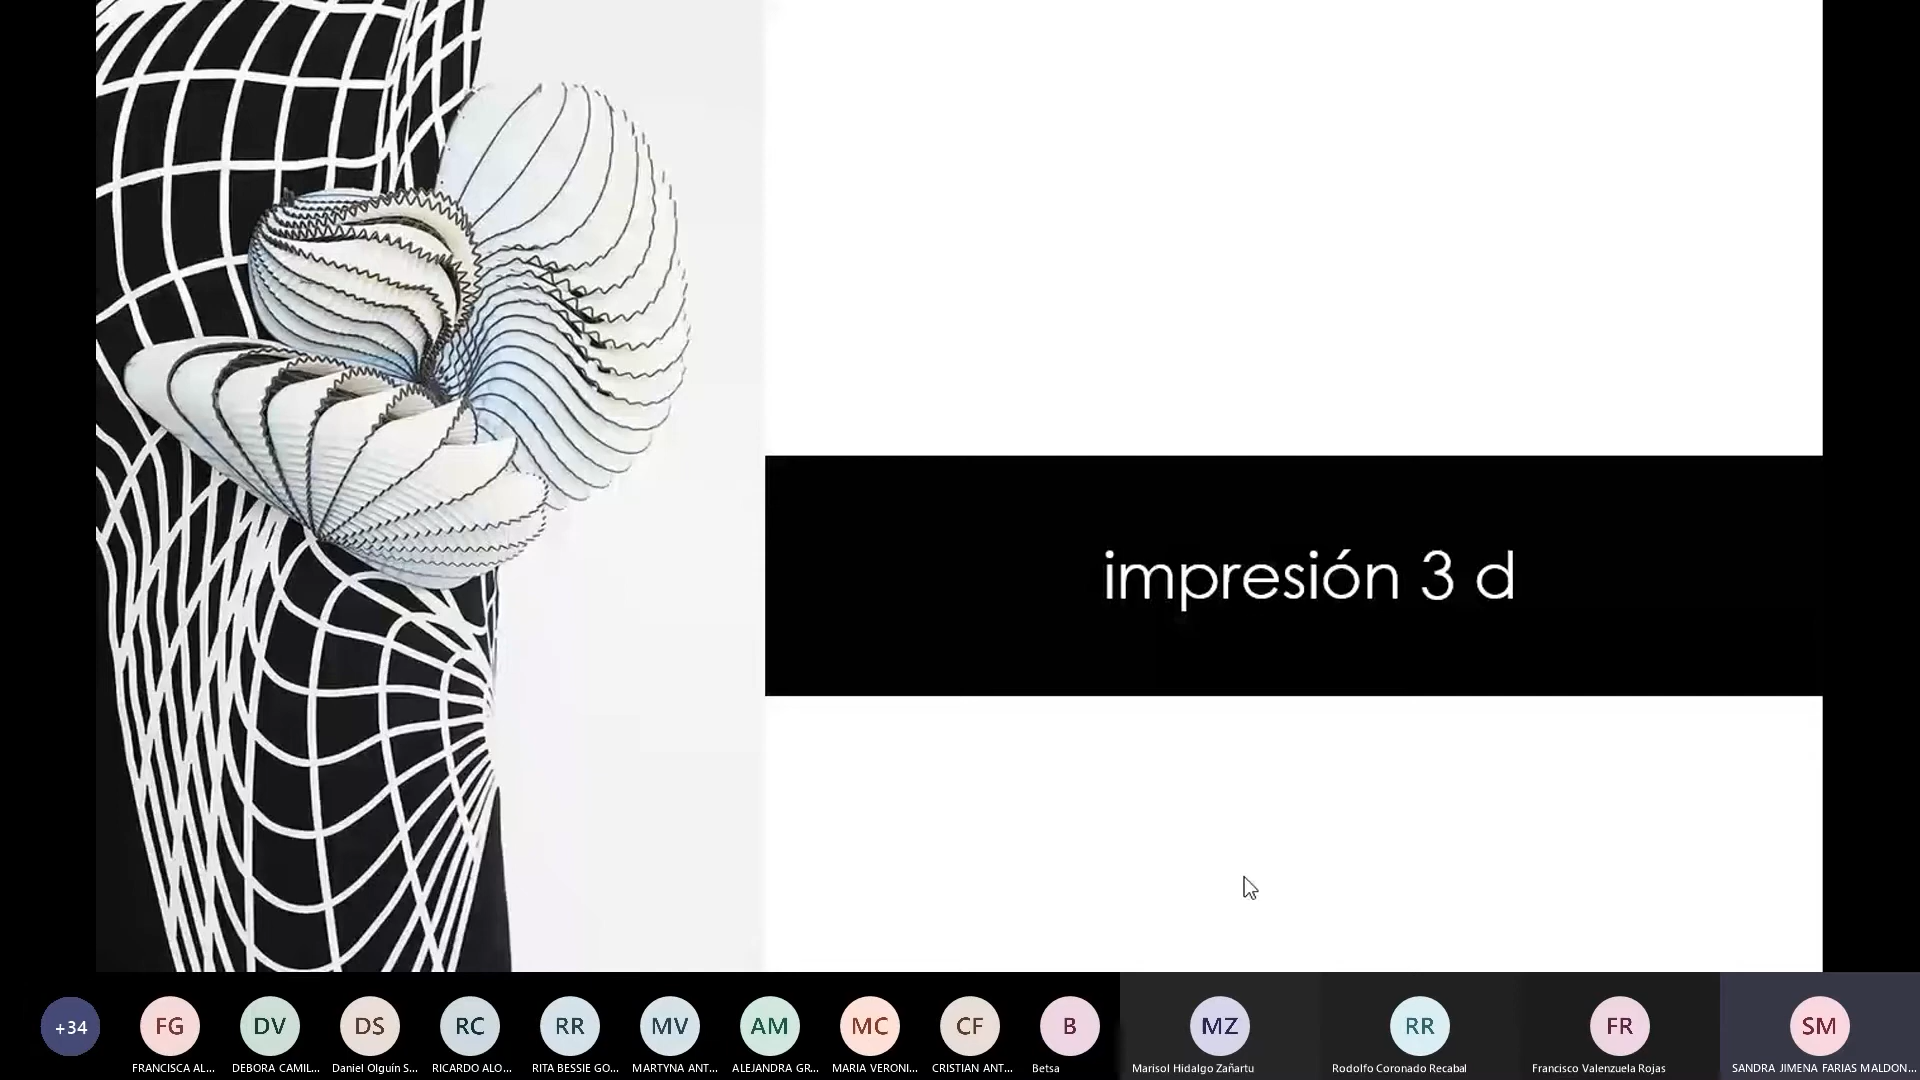 impresión 3 d
+34
FG
DV
DS
RC
RR
MV
AM
MC
CF
B
MZ
RR
FR
SM
FRANCISCA AL...
DEBORA CAMIL...
Daniel Olguín S...
RICARDO ALO...
RITA BESSIE GO...
MARTYNA ANT...
ALEJANDRA GR...
MARIA VERONI...
CRISTIAN ANT...
Betsa
Marisol Hidalgo Zañartu
Rodolfo Coronado Recabal
Francisco Valenzuela Rojas
SANDRA JIMENA FARIAS MALDON...